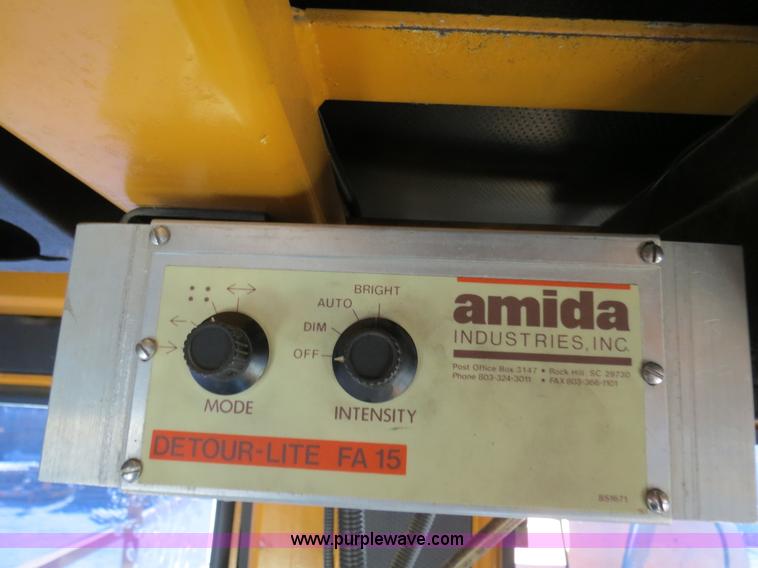 BRIGHT
AUTO
DIM
OFF
MODE
INTENSITY
DETOUR-LITE FA 15
amida
INDUSTRIES, INC.
Post Office Box 3147 • Rock Hill, SC 29730
Phone 803-324-3011 • FAX 803-366-1101
BS1671
www.purplewave.com